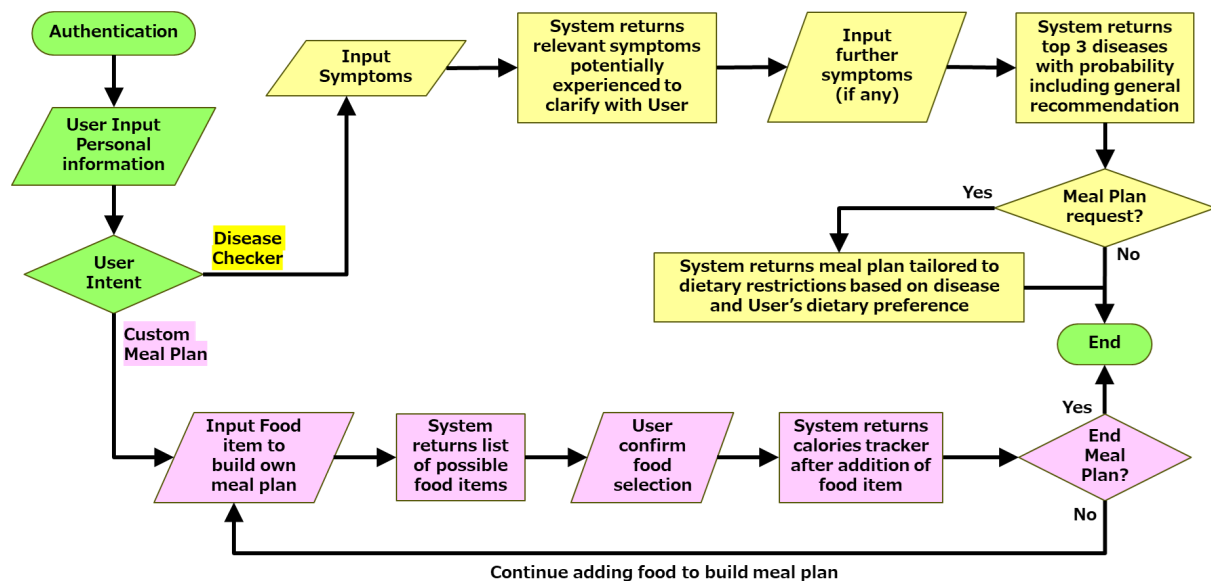 Authentication
User Input
Personal
information
User
Intent
Disease
Checker
Custom
Meal Plan
Input
Symptoms
System returns
relevant symptoms
potentially
experienced to
clarify with User
Input
further
symptoms
(if any)
System returns
top 3 diseases
with probability
including general
recommendation
Meal Plan
request?
Yes
No
System returns meal plan tailored to
dietary restrictions based on disease
and User's dietary preference
End
Input Food
item to
build own
meal plan
System
returns list
of possible
food items
User
confirm
food
selection
System returns
calories tracker
after addition of
food item
End
Meal
Plan?
Yes
No
Continue adding food to build meal plan